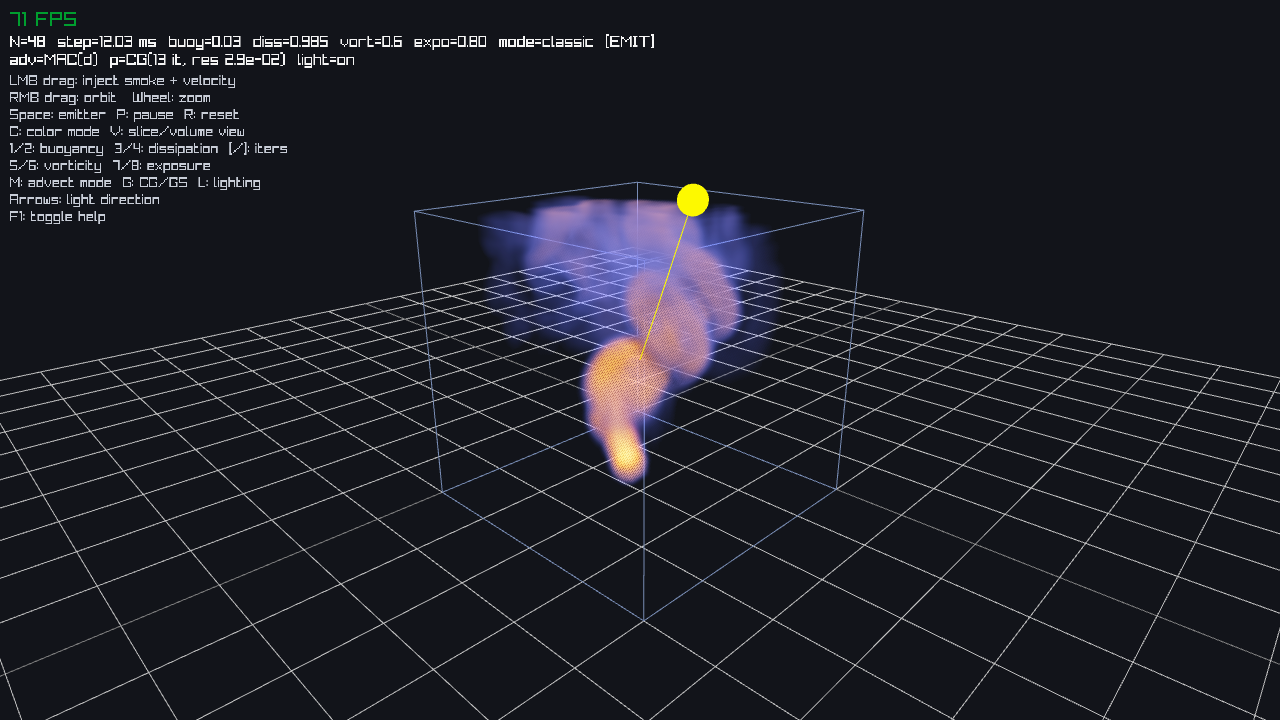 71 FPS
N=48 step=12.03 ms buoy=0.03 diss=0.985 vort=0.6 expo=0.80 mode=classic [EMIT]
adv=MAC(d) p=CG(13 it, res 2.9e-02) light=on
LMB drag: inject smoke + velocity
RMB drag: orbit Wheel: zoom
Space: emitter P: pause R: reset
C: color mode V: slice/volume view
1/2: buoyancy 3/4: dissipation [/]: iters
5/6: vorticity 7/8: exposure
M: advect mode G: CG/GS L: lighting
Arrows: light direction
F1: toggle help